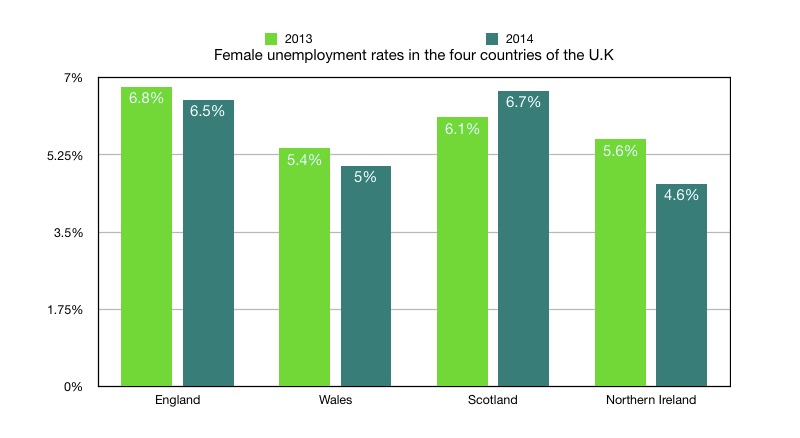 2013 2014
Female unemployment rates in the four countries of the U.K
7%
6.8% 6.5% 5.4% 5% 6.1% 6.7% 5.6% 4.6%
5.25%
3.5%
1.75%
0%
England Wales Scotland Northern Ireland